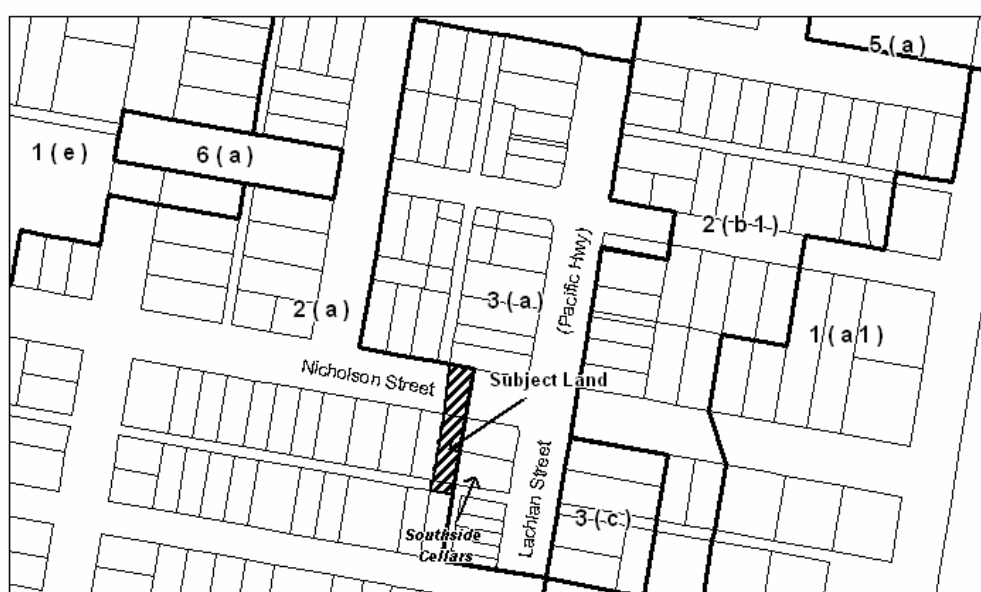 5 ( a )
1 ( e )
6 ( a )
2 ( b 1 )
(Pacific Hwy)
3 ( a )
2 ( a )
1 ( a 1 )
Nicholson Street
Subject Land
Lachlan Street
3 ( c )
Southside
Cellars